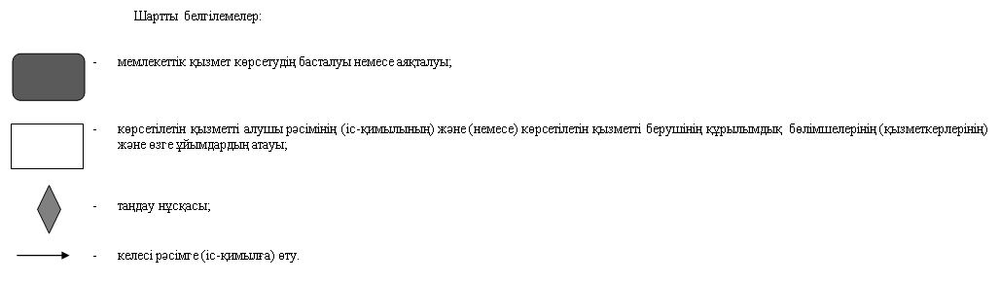 Шартты белгілемелер:
- мемлекеттік қызмет көрсетудің басталуы немесе аяқталуы;
- көрсетілетін қызметті алушы рәсімінің (іс-қимылының) және (немесе) көрсетілетін қызметті берушінің құрылымдық бөлімшелерінің (қызметкерлерінің)
және өзге ұйымдардың атауы;
- таңдау нұсқасы;
- келесі рәсімге (іс-қимылға) өту.